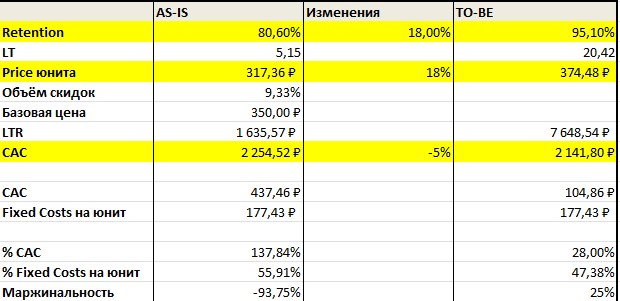 AS-IS Изменения TO-BE
Retention 80,60% 18,00% 95,10%
LT 5,15 20,42
Price юнита 317,36 ₽ 18% 374,48 ₽
Объём скидок 9,33%
Базовая цена 350,00 ₽
LTR 1 635,57 ₽ 7 648,54 ₽
CAC 2 254,52 ₽ -5% 2 141,80 ₽
CAC 437,46 ₽ 104,86 ₽
Fixed Costs на юнит 177,43 ₽ 177,43 ₽
% CAC 137,84% 28,00%
% Fixed Costs на юнит 55,91% 47,38%
Маржинальность -93,75% 25%